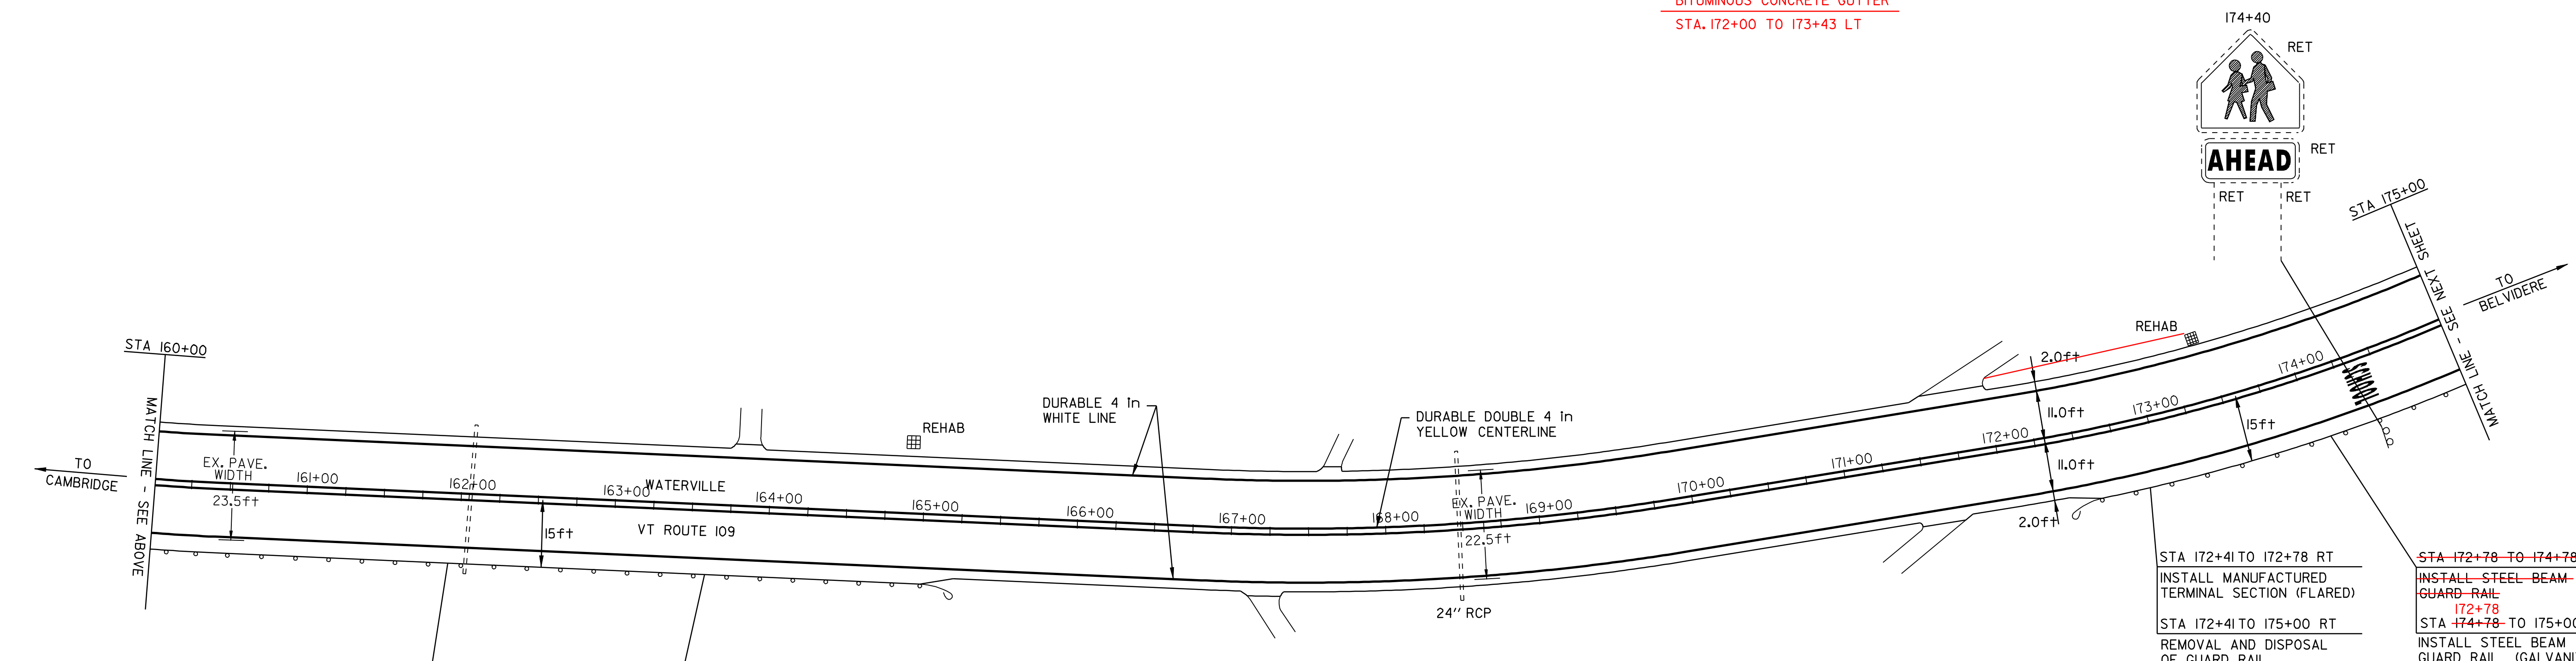 BITUMINOUS CONCRETE GUTTER
STA. 172+00 TO 173+43 LT
174+40
RET
AHEAD
RET
RET
RET
STA 175+00
MATCH LINE - SEE NEXT SHEET
TO
BELVIDERE
STA 160+00
MATCH LINE - SEE ABOVE
TO
CAMBRIDGE
EX. PAVE.
WIDTH
23.5ft
161+00
162+00
163+00
WATERVILLE
164+00
165+00
166+00
167+00
168+00
169+00
170+00
171+00
172+00
173+00
174+00
15ft
VT ROUTE 109
REHAB
DURABLE 4 in
WHITE LINE
DURABLE DOUBLE 4 in
YELLOW CENTERLINE
EX. PAVE.
WIDTH
22.5ft
24" RCP
REHAB
2.0ft
11.0ft
11.0ft
2.0ft
15ft
STA 172+41 TO 172+78 RT
INSTALL MANUFACTURED
TERMINAL SECTION (FLARED)
STA 172+41 TO 175+00 RT
REMOVAL AND DISPOSAL
OF GUARD RAIL
STA 172+78 TO 174+78
INSTALL STEEL BEAM
GUARD RAIL
172+78
STA 174+78 TO 175+00
INSTALL STEEL BEAM
GUARD RAIL (GALVANI